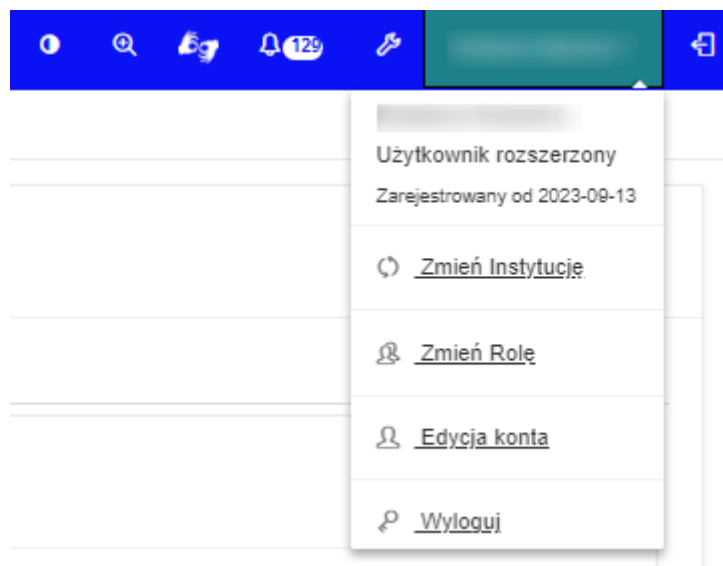 129
Użytkownik rozszerzony
Zarejestrowany od 2023-09-13
Zmień Instytucję
Zmień Rolę
Edycja konta
Wyloguj